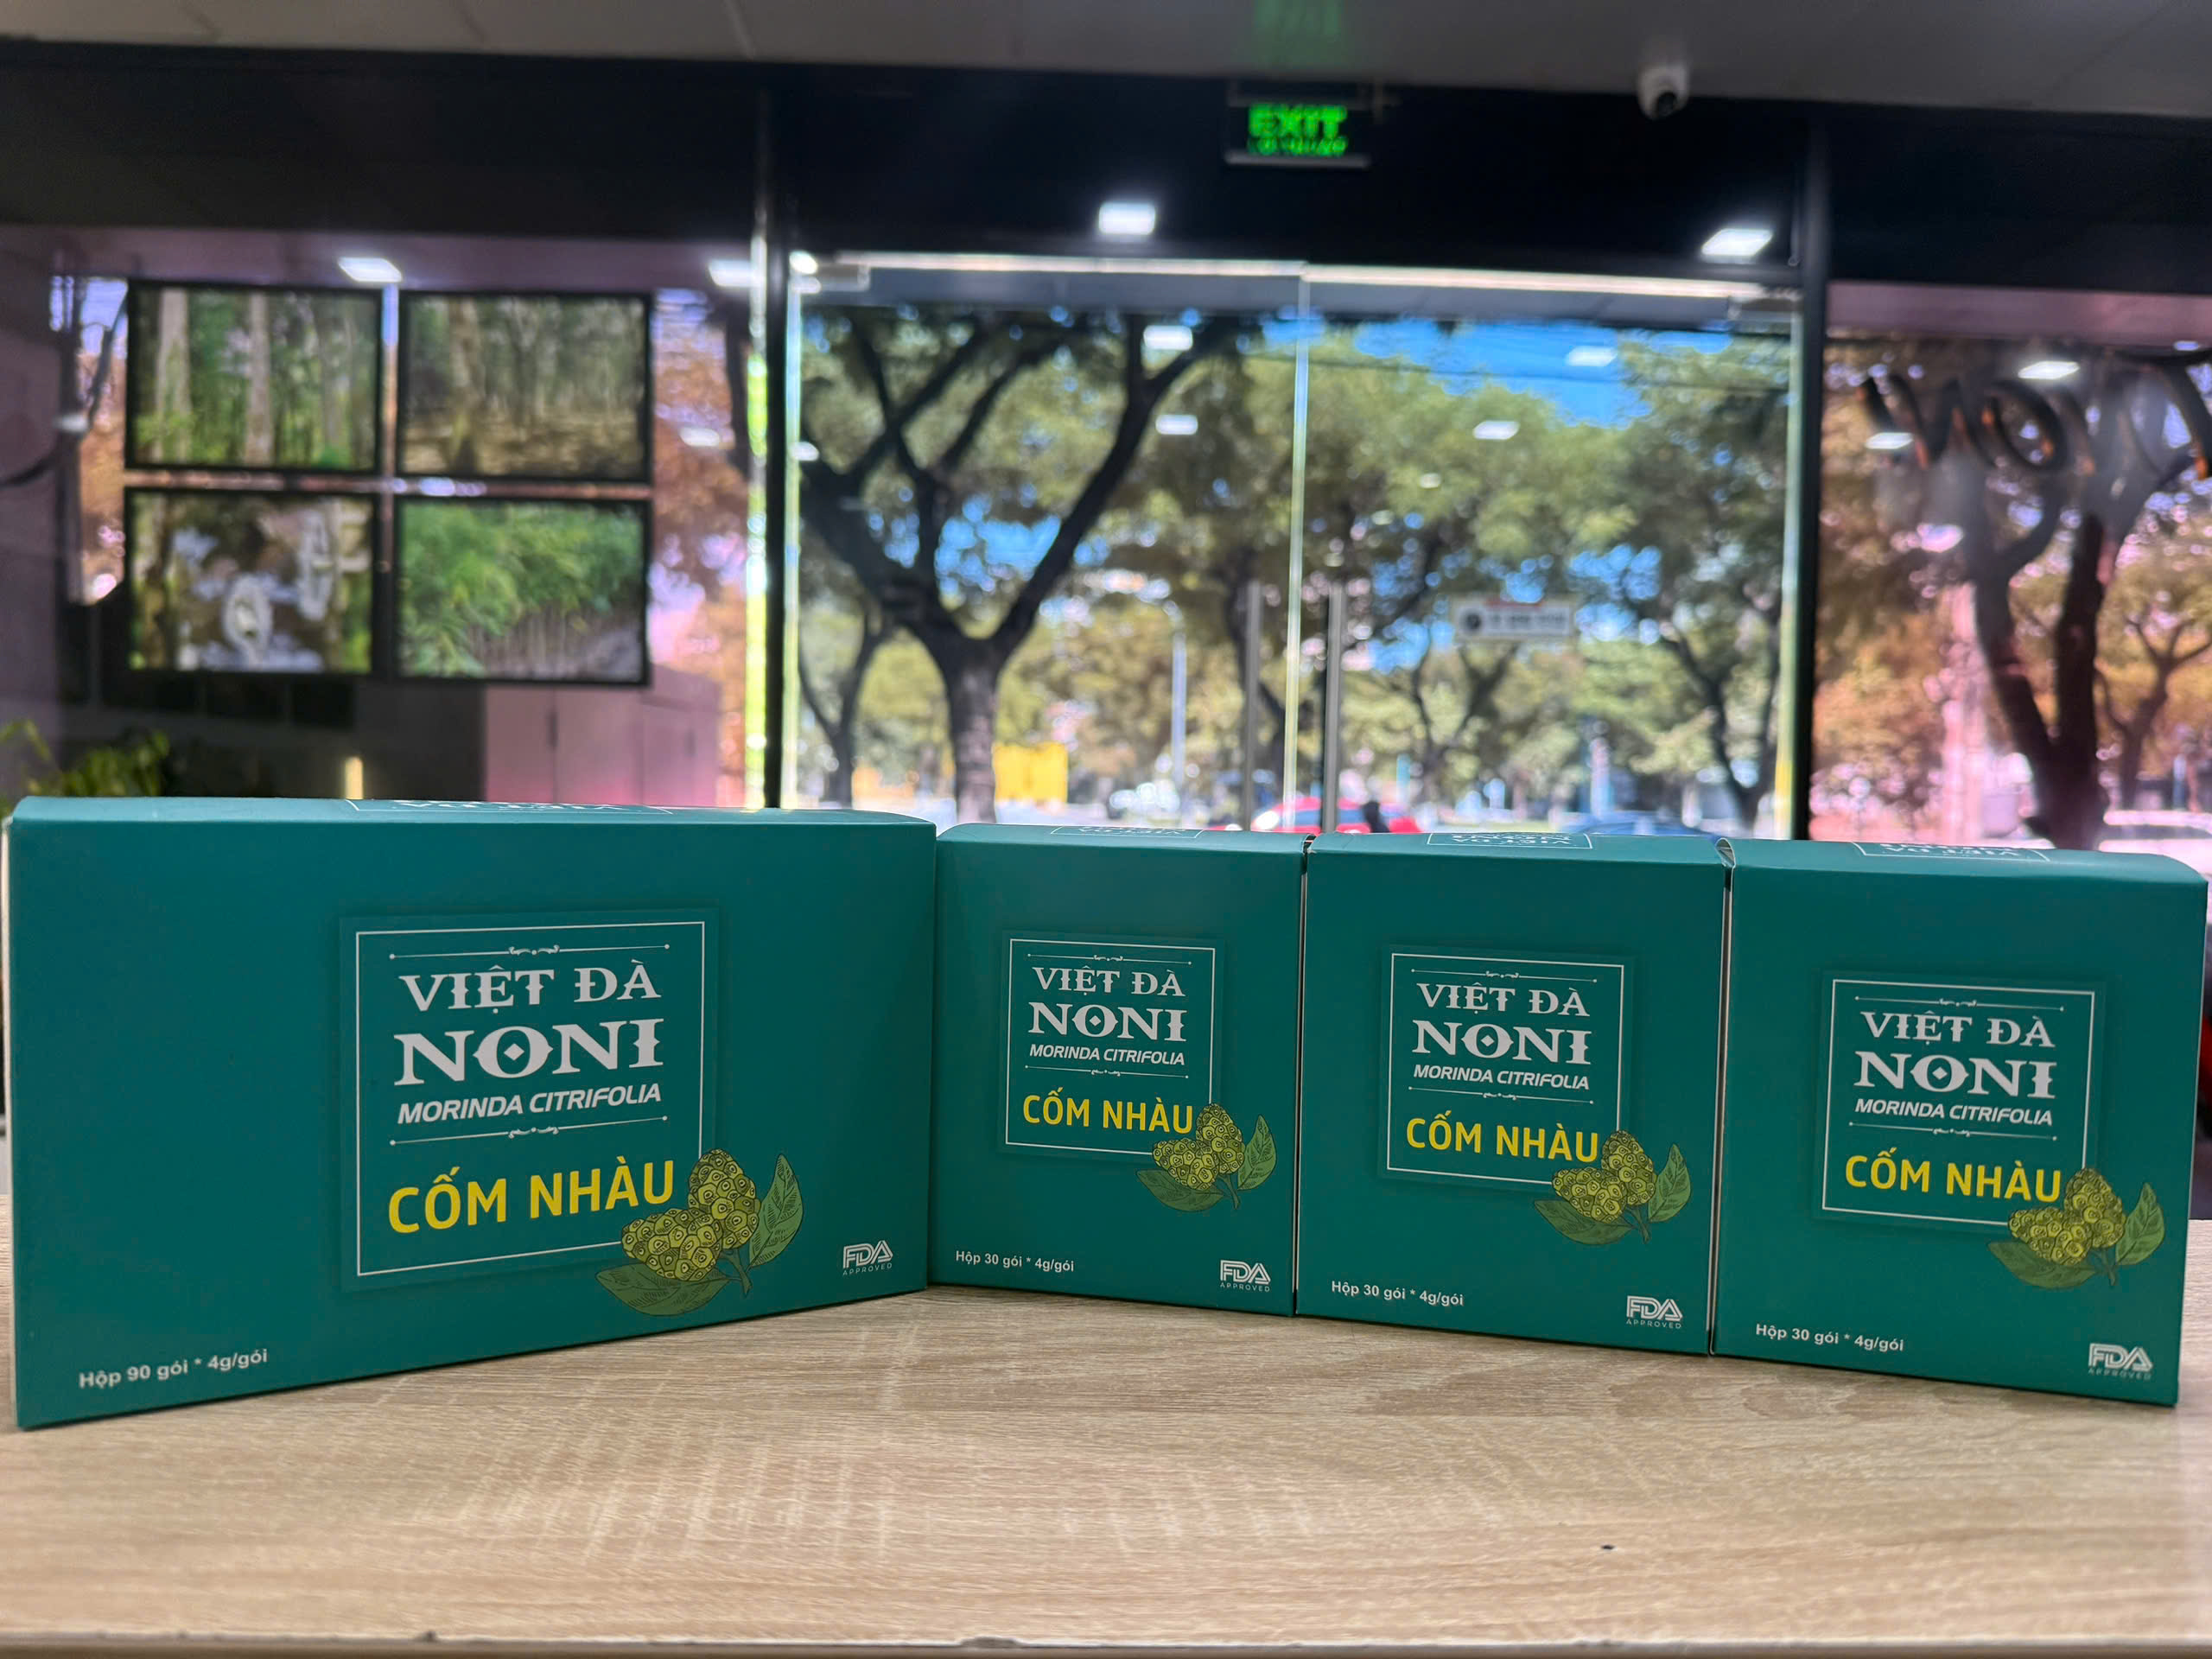 EXIT
VIỆT ĐÀ
NONI
MORINDA CITRIFOLIA
CỐM NHÀU
Hộp 90 gói * 4g/gói
FDA
APPROVED
VIỆT ĐÀ
NONI
MORINDA CITRIFOLIA
CỐM NHÀU
Hộp 30 gói * 4g/gói
FDA
APPROVED
VIỆT ĐÀ
NONI
MORINDA CITRIFOLIA
CỐM NHÀU
Hộp 30 gói * 4g/gói
FDA
APPROVED
VIỆT ĐÀ
NONI
MORINDA CITRIFOLIA
CỐM NHÀU
Hộp 30 gói * 4g/gói
FDA
APPROVED